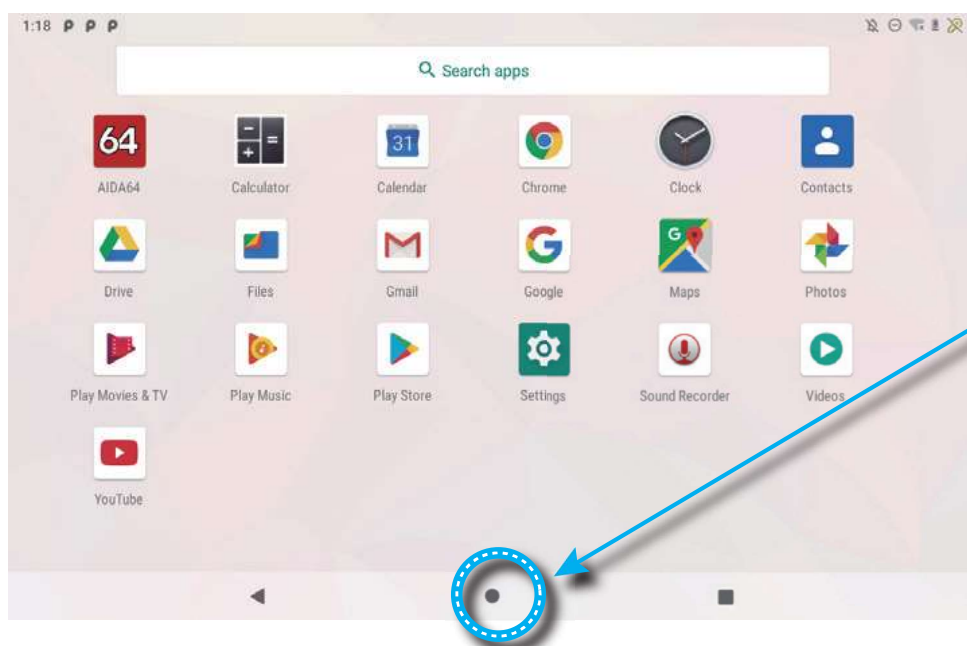 1:18 P P P
Search apps
64 31 G
AIDA64 Calculator Calendar Chrome Clock Contacts
G
Drive Files Gmail Google Maps Photos
Play Movies & TV Play Music Play Store Settings Sound Recorder Videos
YouTube